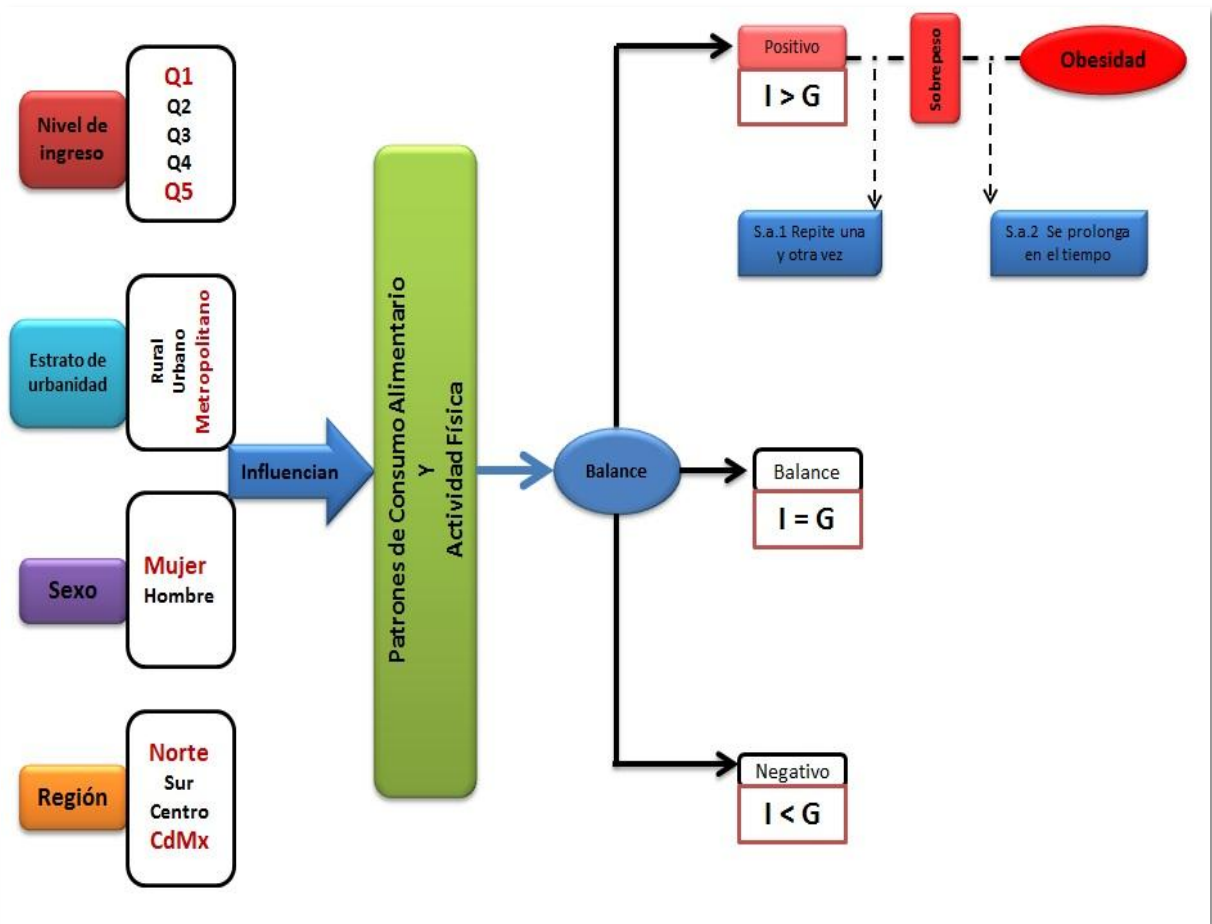 Nivel de
ingreso
Q1
Q2
Q3
Q4
Q5
Estrato de
urbanidad
Rural
Urbano
Metropolitano
Sexo
Mujer
Hombre
Región
Norte
Sur
Centro
CdMx
Influencian
Patrones de Consumo Alimentario
Y
Actividad Física
Balance
Positivo
I > G
Sobrepeso
Obesidad
S.a.1 Repite una
y otra vez
S.a.2 Se prolonga
en el tiempo
Balance
I = G
Negativo
I < G